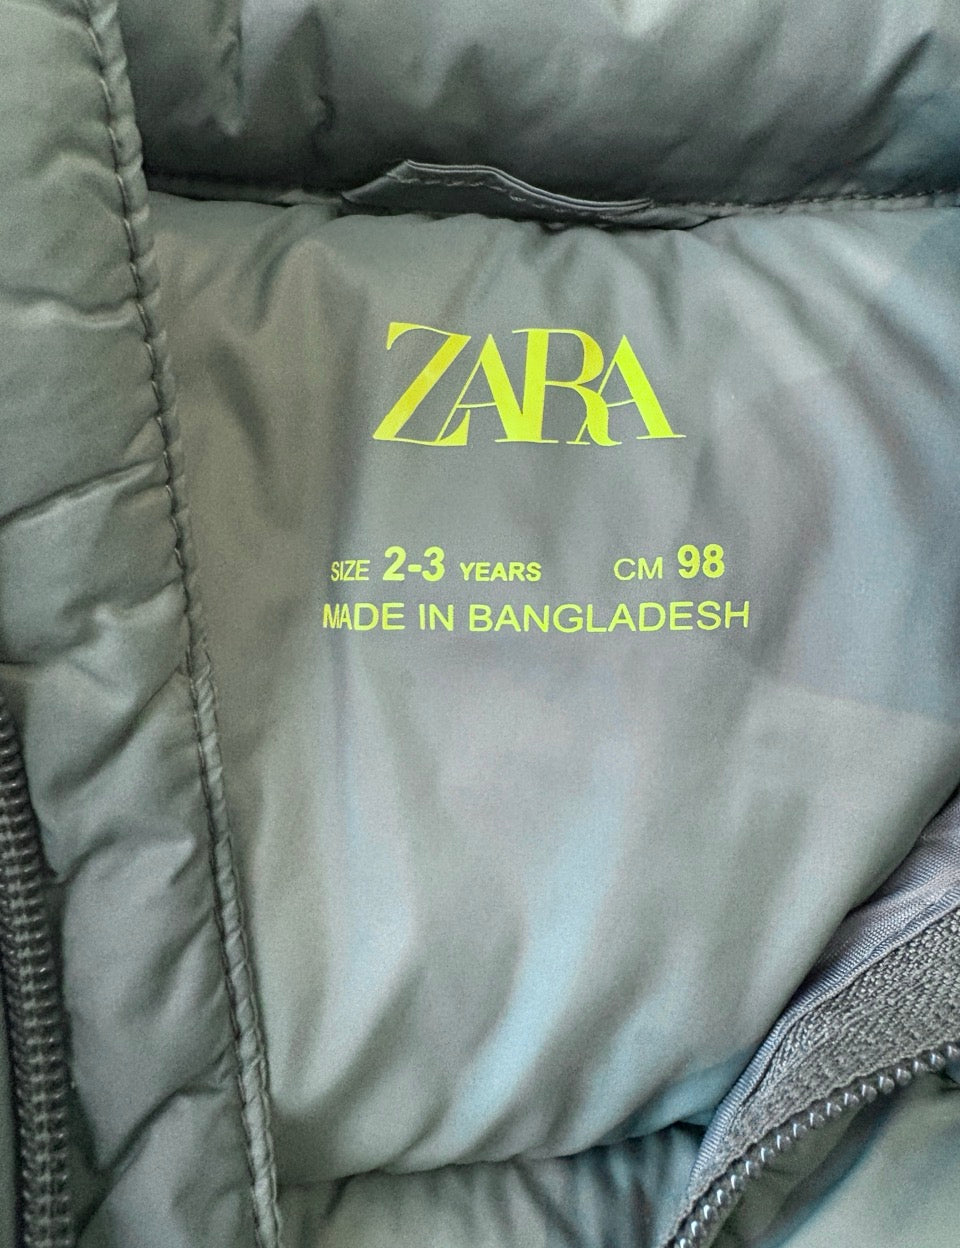 ZARA
SIZE 2-3 YEARS CM 98
MADE IN BANGLADESH